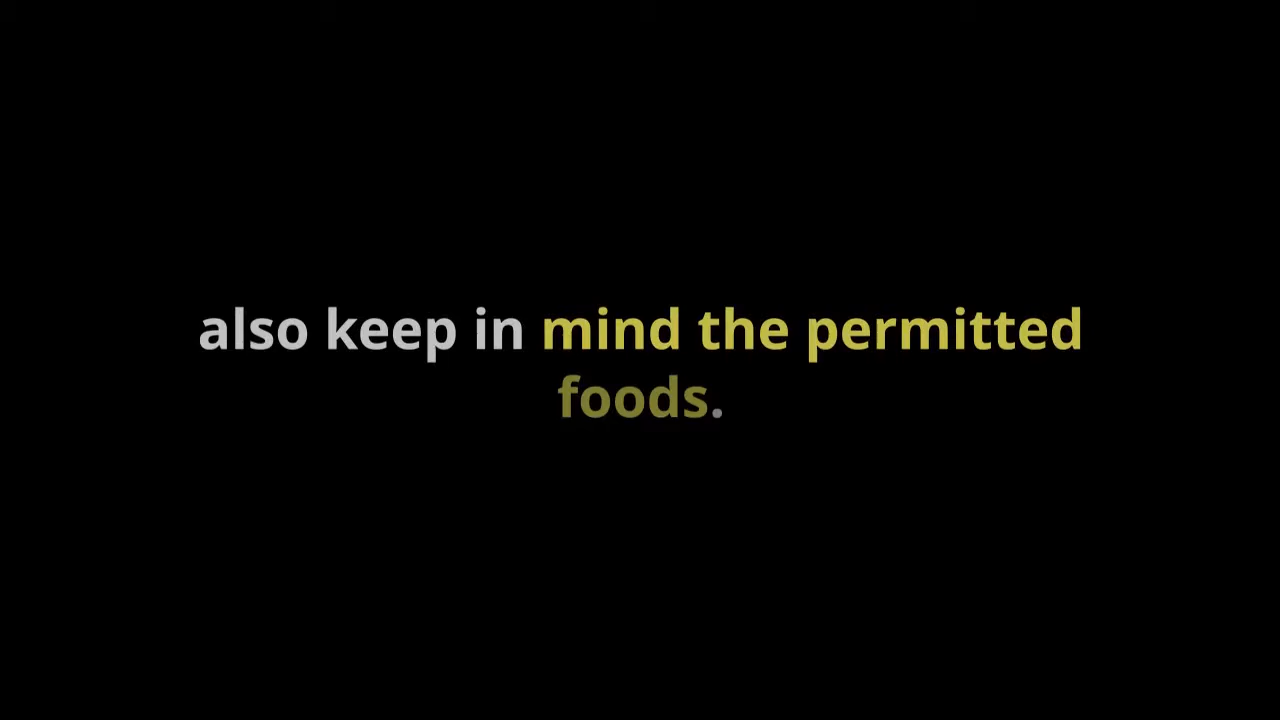 also keep in mind the permitted
foods.